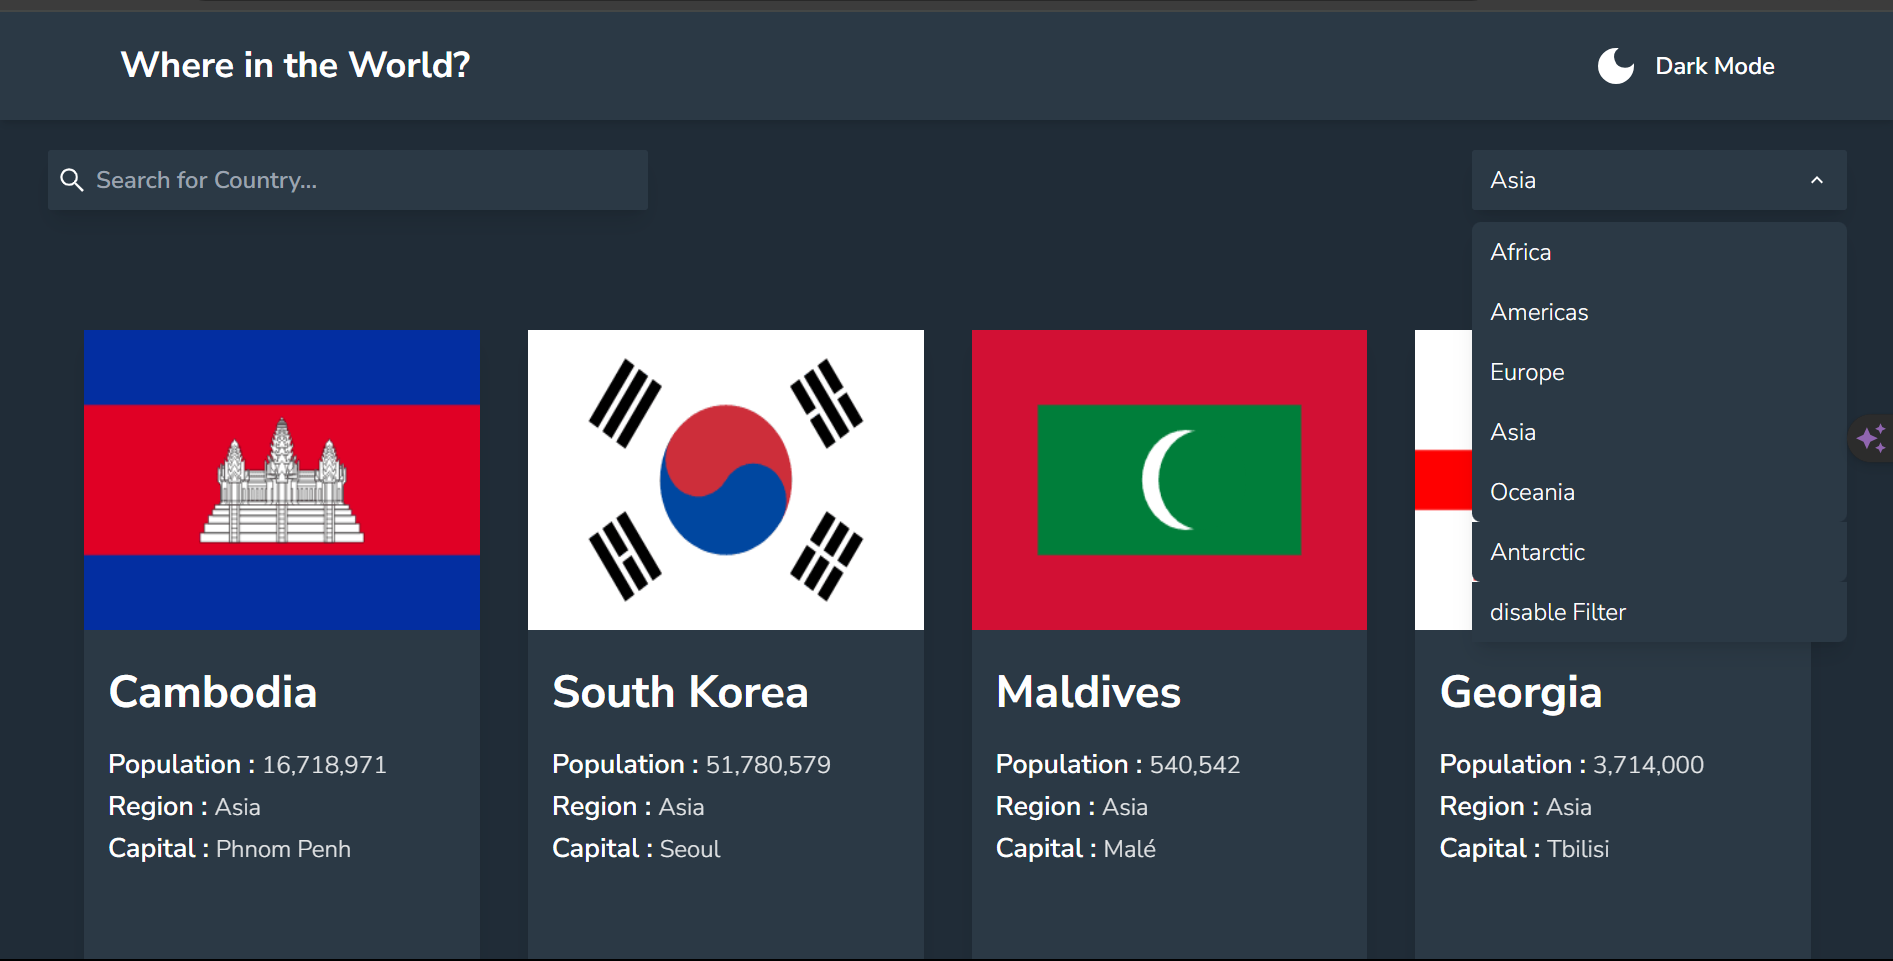 Where in the World?
Dark Mode
Search for Country...
Asia
Africa
Americas
Europe
Asia
Oceania
Antarctic
disable Filter
Cambodia
Population : 16,718,971
Region : Asia
Capital : Phnom Penh
South Korea
Population : 51,780,579
Region : Asia
Capital : Seoul
Maldives
Population : 540,542
Region : Asia
Capital : Malé
Georgia
Population : 3,714,000
Region : Asia
Capital : Tbilisi